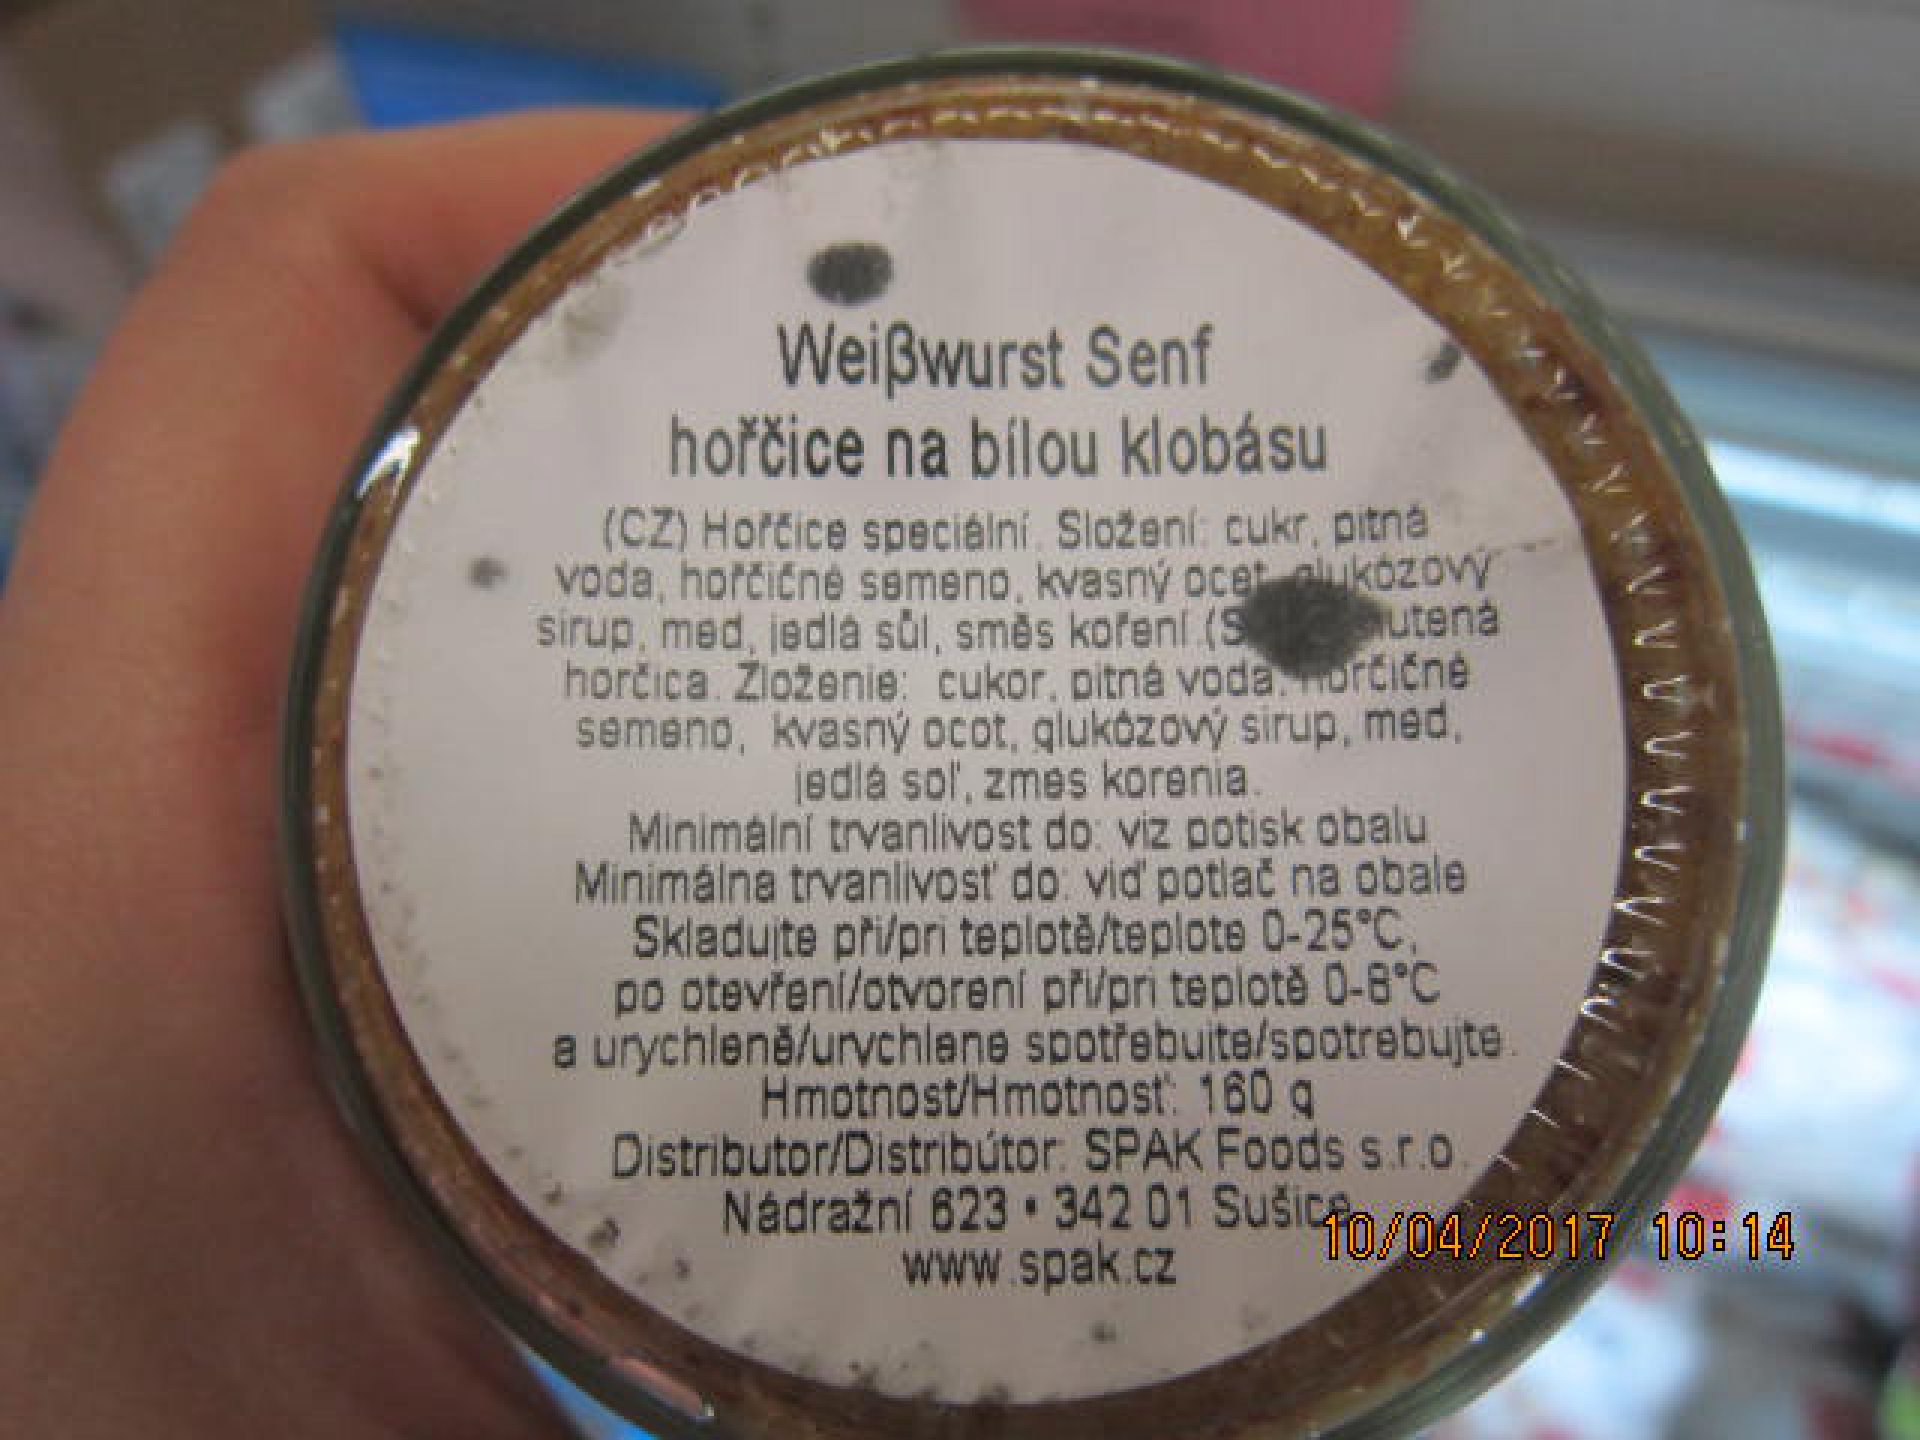 Weiβwurst Senf
hořčice na bílou klobásu
(CZ) Hořčice speciální. Složení: cukr, pitná
voda, hořčičné semeno, kvasný ocet, glukózový
sirup, med, jedlá sůl, směs koření.(S
horčica. Zloženie: cukor, pitná voda, horčičné
semeno, kvasný ocot, glukózový sirup, med,
jedlá soľ, zmes korenia.
Minimální trvanlivost do: viz potisk obalu
Minimálna trvanlivosť do: viď potlač na obale
Skladujte při/pri teplotě/teplote 0-25°C,
po otevření/otvorení při/pri teplotě 0-8°C
a urychleně/urychlene spotřebujte/spotrebujte.
Hmotnost/Hmotnosť: 160 g
Distributor/Distribútor: SPAK Foods s.r.o.
Nádražní 623 • 342 01 Sušice
www.spak.cz
10/04/2017 10:14